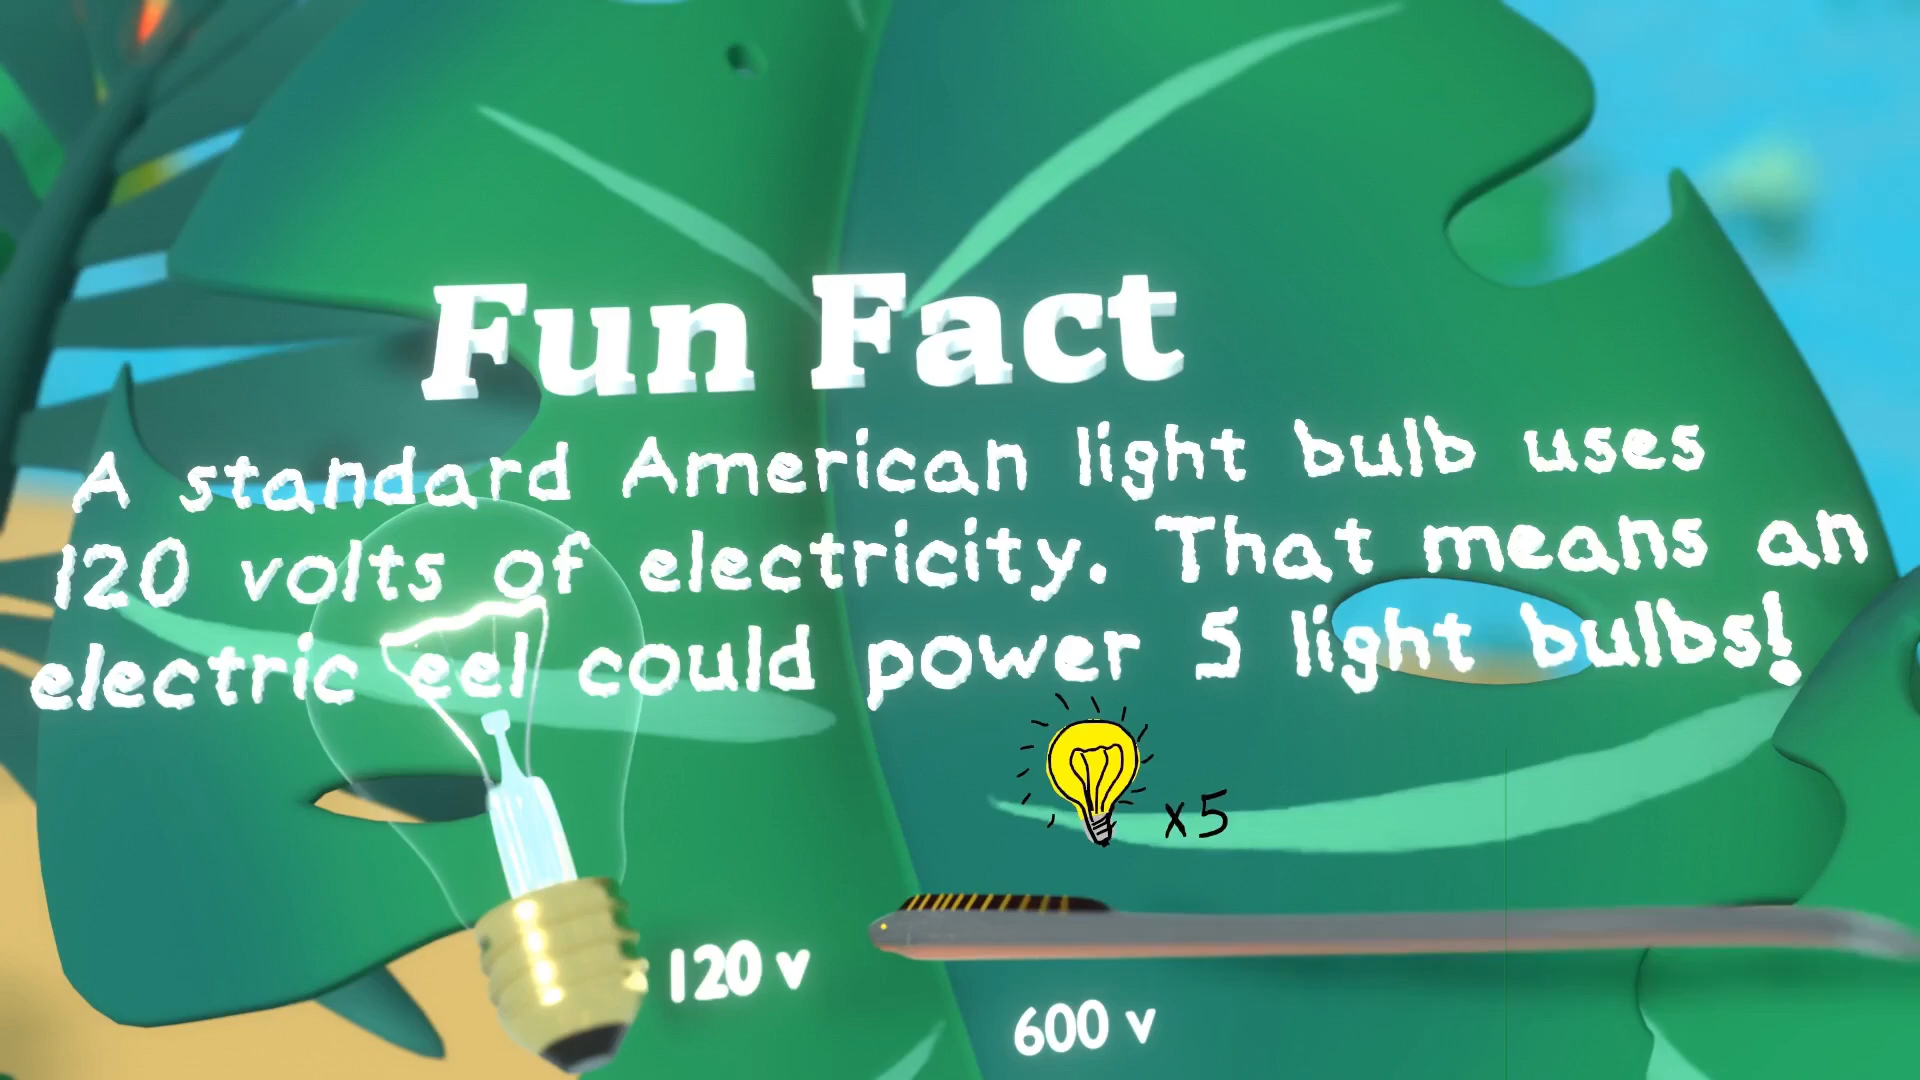 Fun Fact
A standard American light bulb uses
120 volts of electricity. That means an
electric eel could power 5 light bulbs!
x5
120 v
600 v